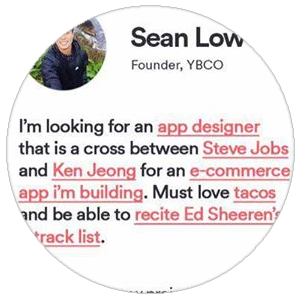 Sean Low
Founder, YBCO
I'm looking for an app designer
that is a cross between Steve Jobs
and Ken Jeong for an e-commerce
app i'm building. Must love tacos
and be able to recite Ed Sheeren's
track list.